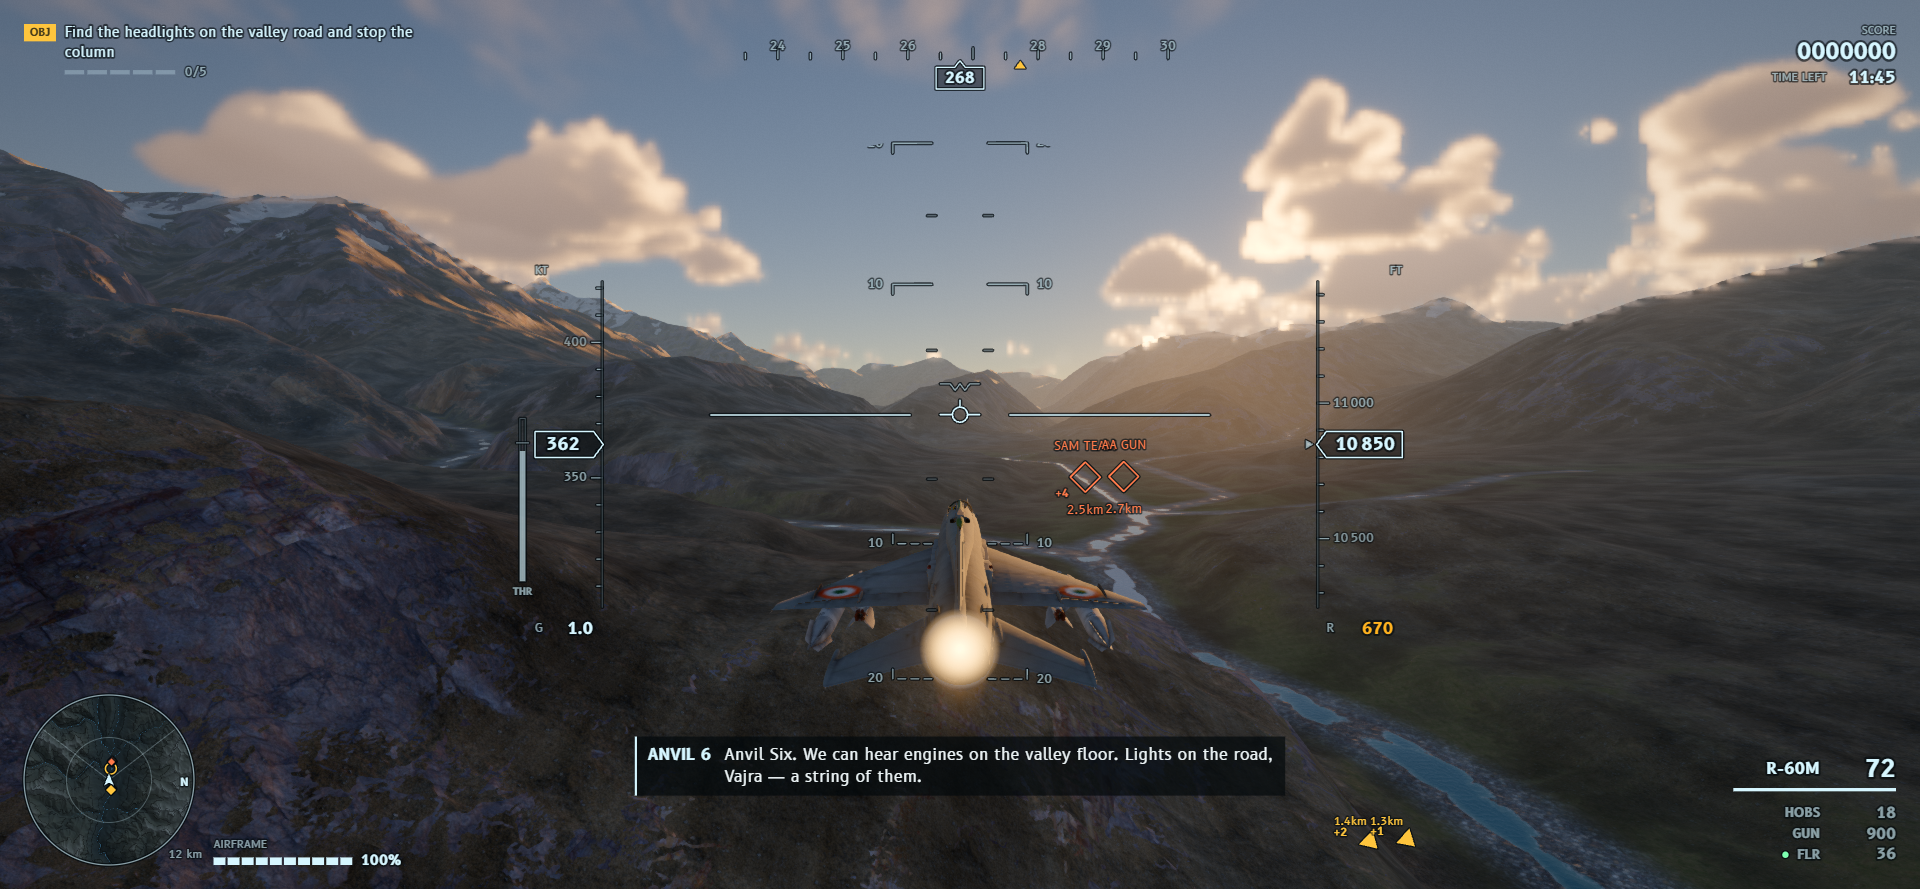 OBJ Find the headlights on the valley road and stop the
column
0/5
24 25 26 28 29 30
268
SCORE
0000000
TIME LEFT 11:45
10 10
KT
FT
400
362
350
THR
G 1.0
11 000
10 850
10 500
R 670
SAM TEA AA GUN
+4
2.5km 2.7km
10 10
20 20
ANVIL 6 Anvil Six. We can hear engines on the valley floor. Lights on the road,
Vajra — a string of them.
N
12 km
AIRFRAME
100%
1.4km 1.3km
+2 +1
R-60M 72
HOBS 18
GUN 900
FLR 36